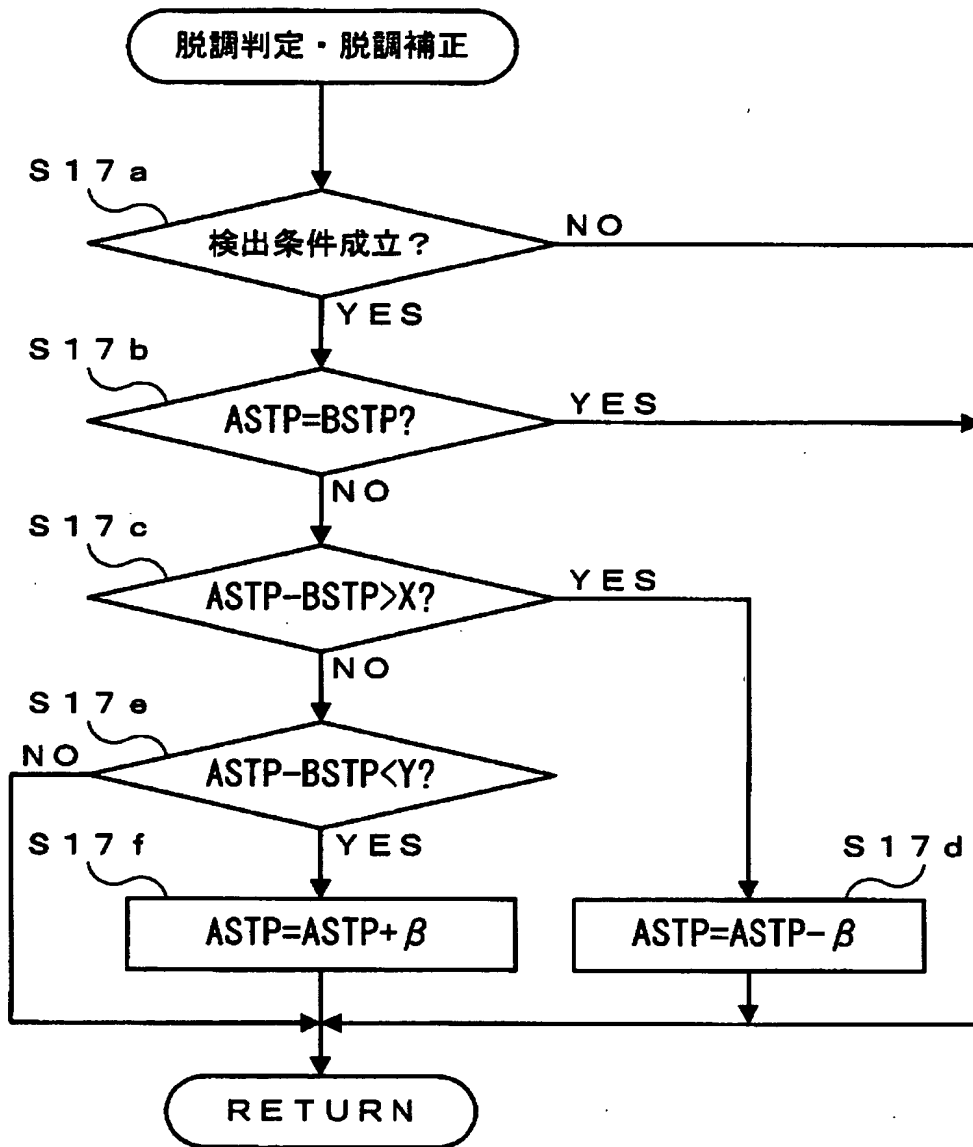 脱調判定・脱調補正
S17a
検出条件成立?
NO
YES
S17b
ASTP=BSTP?
YES
NO
S17c
ASTP-BSTP>X?
YES
NO
S17e
NO
ASTP-BSTP<Y?
YES
S17f
S17d
ASTP=ASTP+β
ASTP=ASTP-β
RETURN